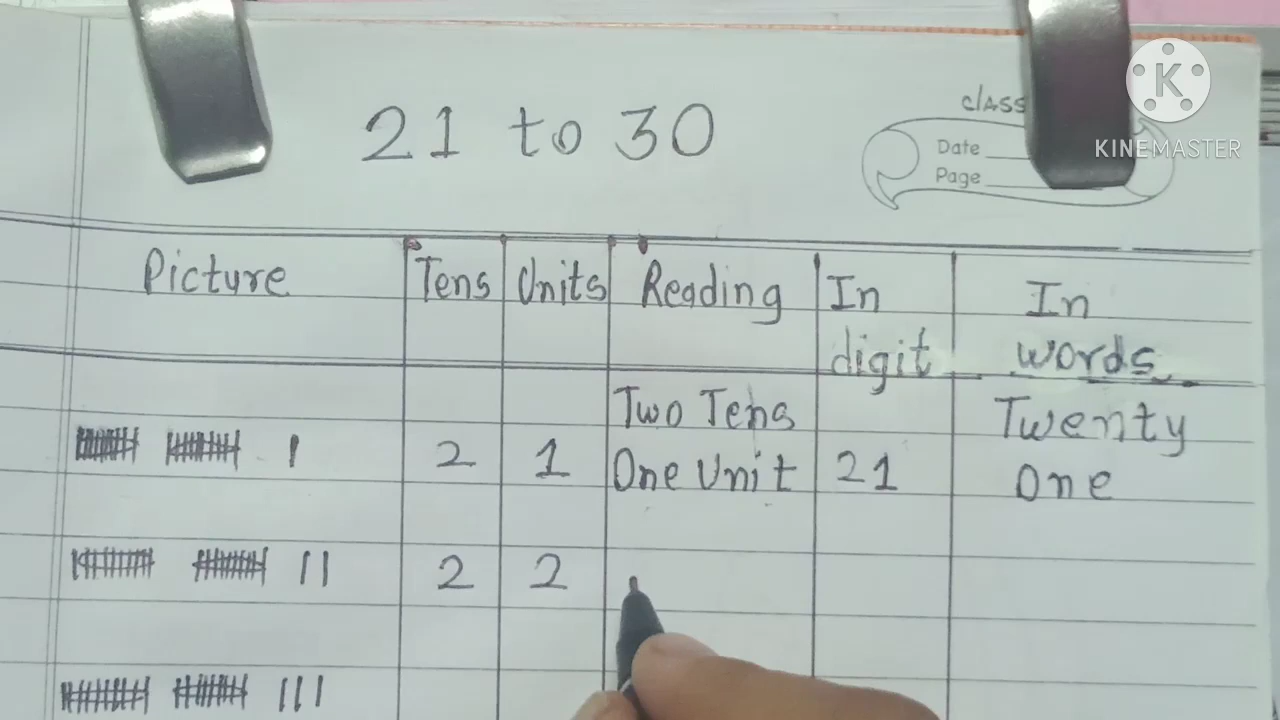 KINEMASTER
class
21 to 30
Date
Page
Picture Tens Units Reading In digit In words
2 1 Two Tens One Unit 21 Twenty One
2 2